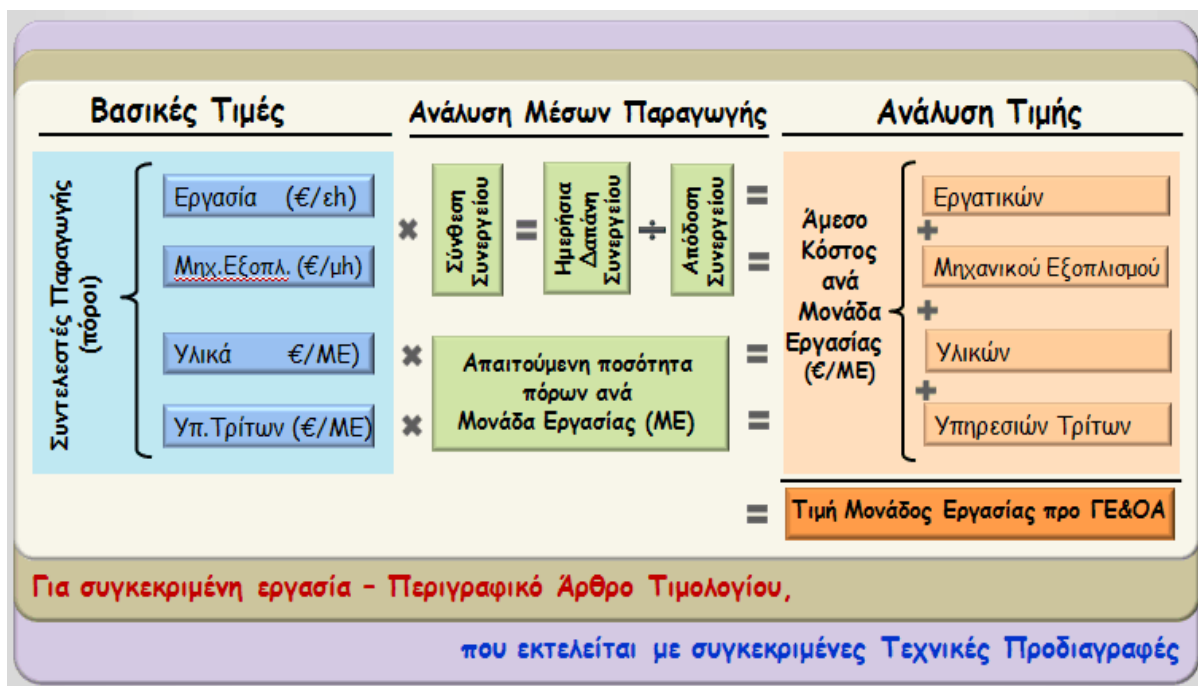 Βασικές Τιμές
Ανάλυση Μέσων Παραγωγής
Ανάλυση Τιμής
Συντελεστές Παραγωγής
(πόροι)
Εργασία (€/εh)
Μηχ.Εξοπλ. (€/μh)
Υλικά €/ΜΕ)
Υπ.Τρίτων (€/ΜΕ)
×
Σύνθεση
Συνεργείου
=
Ημερήσια
Δαπάνη
Συνεργείου
÷
Απόδοση
Συνεργείου
=
=
×
×
Απαιτούμενη ποσότητα
πόρων ανά
Μονάδα Εργασίας (ΜΕ)
=
=
Άμεσο
Κόστος
ανά
Μονάδα
Εργασίας
(€/ΜΕ)
Εργατικών
+
Μηχανικού Εξοπλισμού
+
Υλικών
+
Υπηρεσιών Τρίτων
=
Τιμή Μονάδος Εργασίας προ ΓΕ&ΟΑ
Για συγκεκριμένη εργασία – Περιγραφικό Άρθρο Τιμολογίου,
που εκτελείται με συγκεκριμένες Τεχνικές Προδιαγραφές